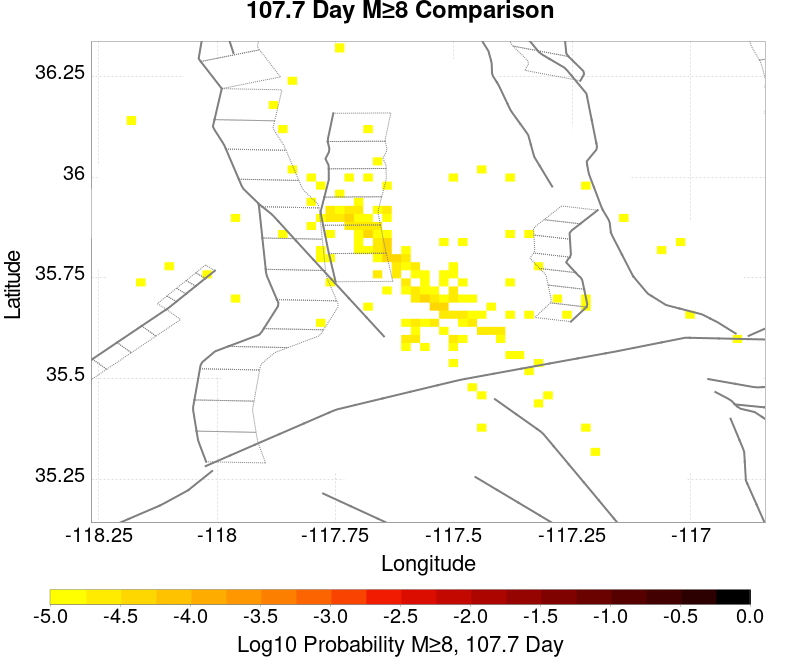 107.7 Day M≥8 Comparison
36.25
36
35.75
35.5
35.25
Latitude
-118.25 -118 -117.75 -117.5 -117.25 -117
Longitude
-5.0 -4.5 -4.0 -3.5 -3.0 -2.5 -2.0 -1.5 -1.0 -0.5 0.0
Log10 Probability M≥8, 107.7 Day